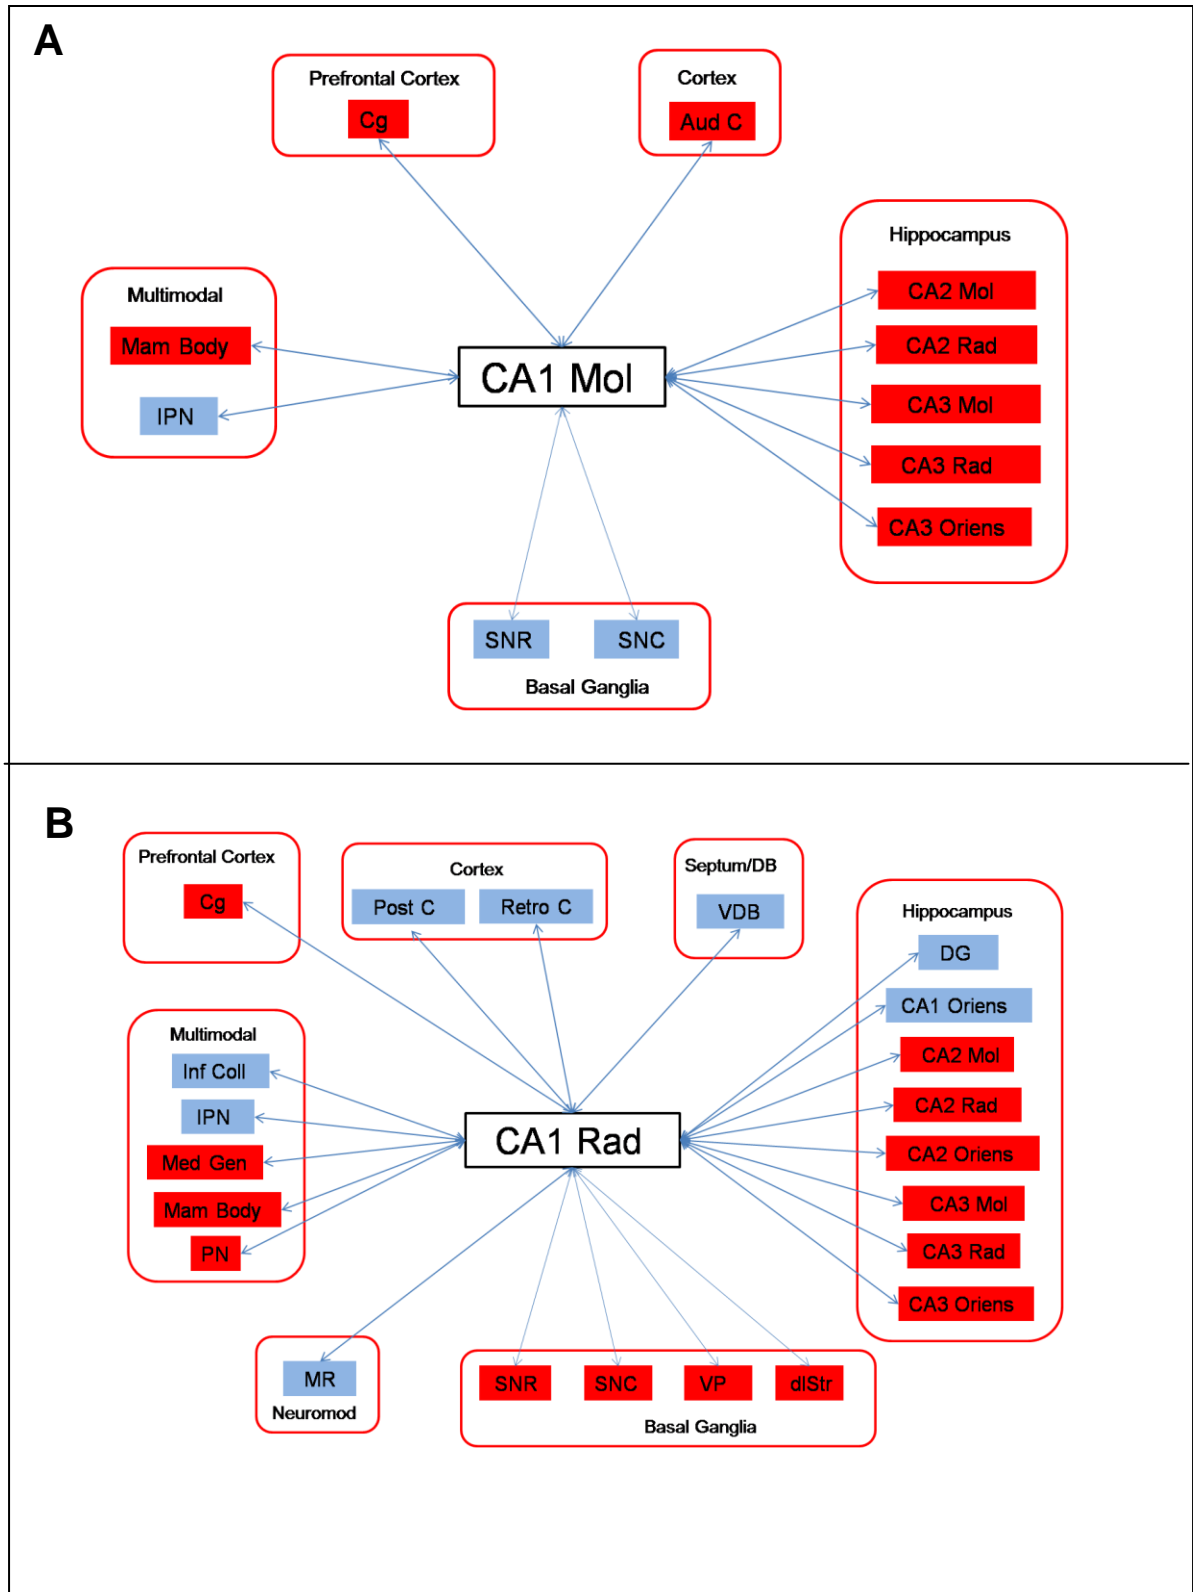 A
Prefrontal Cortex
Cg
Cortex
Aud C
Hippocampus
CA2 Mol
CA2 Rad
CA3 Mol
CA3 Rad
CA3 Oriens
Multimodal
Mam Body
IPN
CA1 Mol
SNR
SNC
Basal Ganglia
B
Prefrontal Cortex
Cg
Cortex
Post C
Retro C
Septum/DB
VDB
Hippocampus
DG
CA1 Oriens
CA2 Mol
CA2 Rad
CA2 Oriens
CA3 Mol
CA3 Rad
CA3 Oriens
Multimodal
Inf Coll
IPN
Med Gen
Mam Body
PN
CA1 Rad
MR
Neuromod
SNR
SNC
VP
dlStr
Basal Ganglia